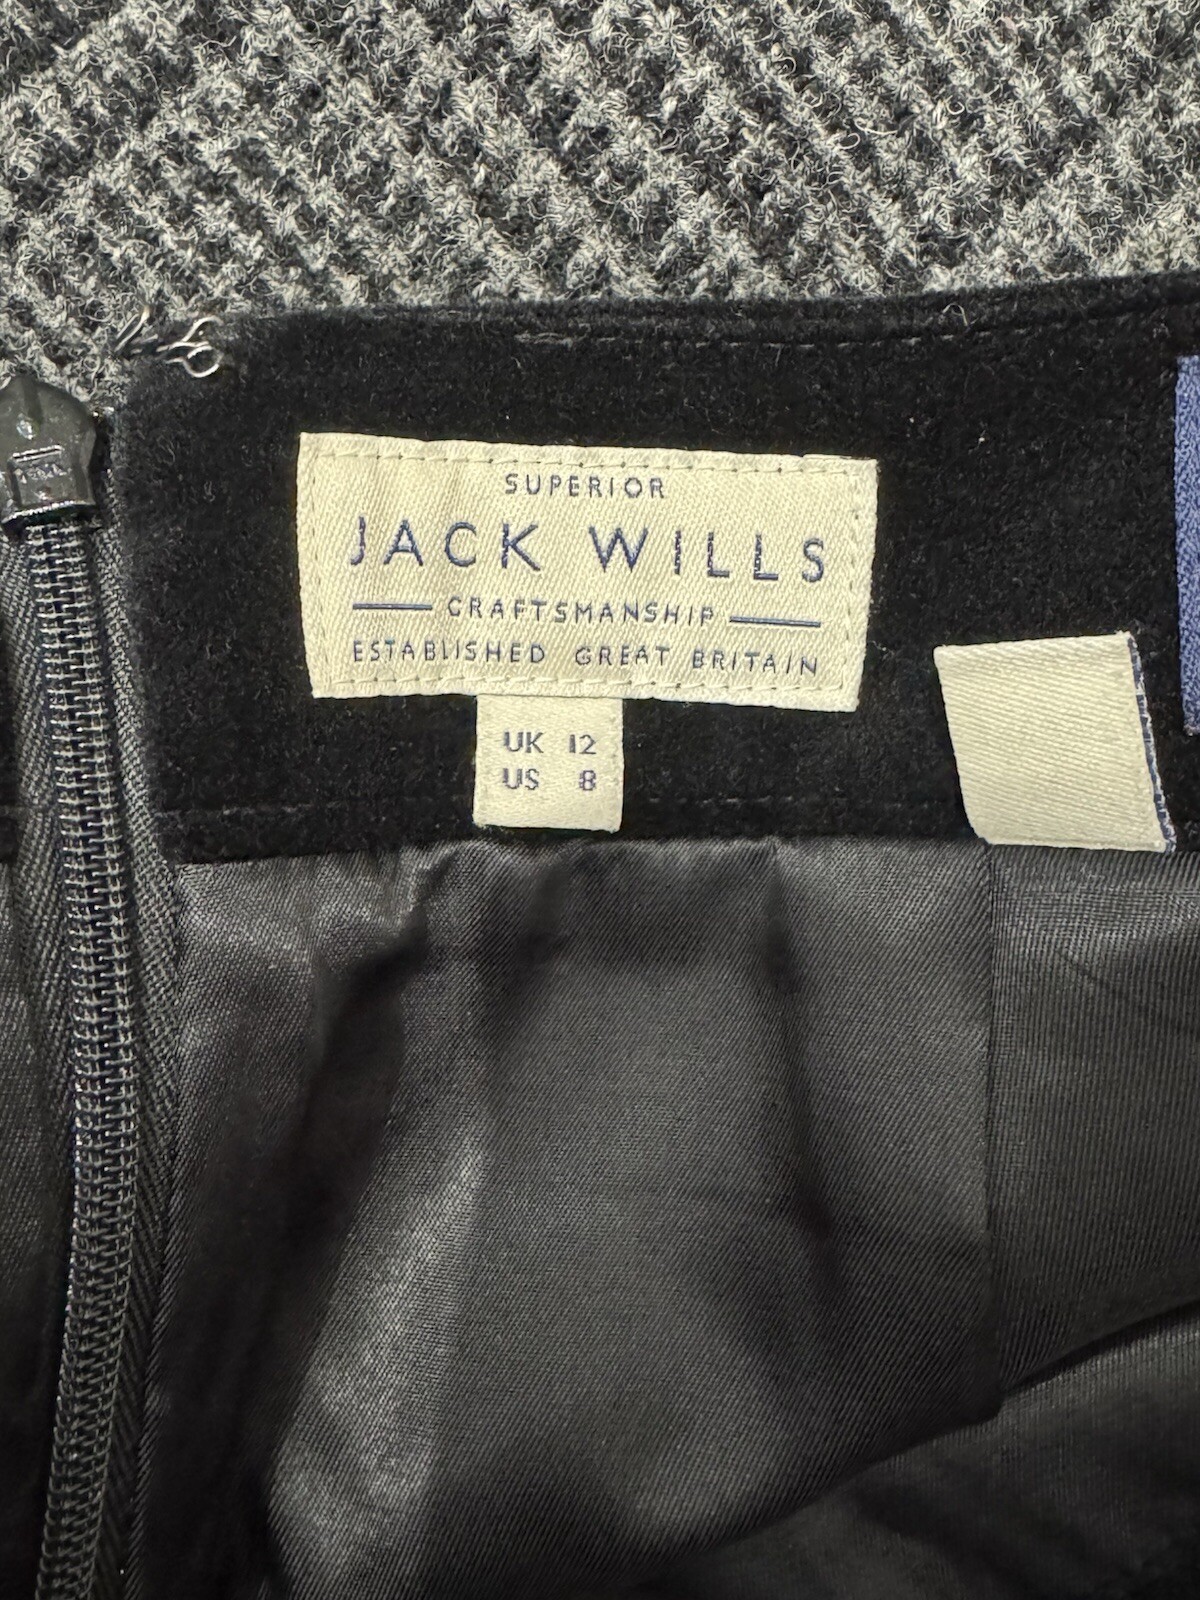 SUPERIOR
JACK WILLS
CRAFTSMANSHIP
ESTABLISHED GREAT BRITAIN
UK 12
US 8